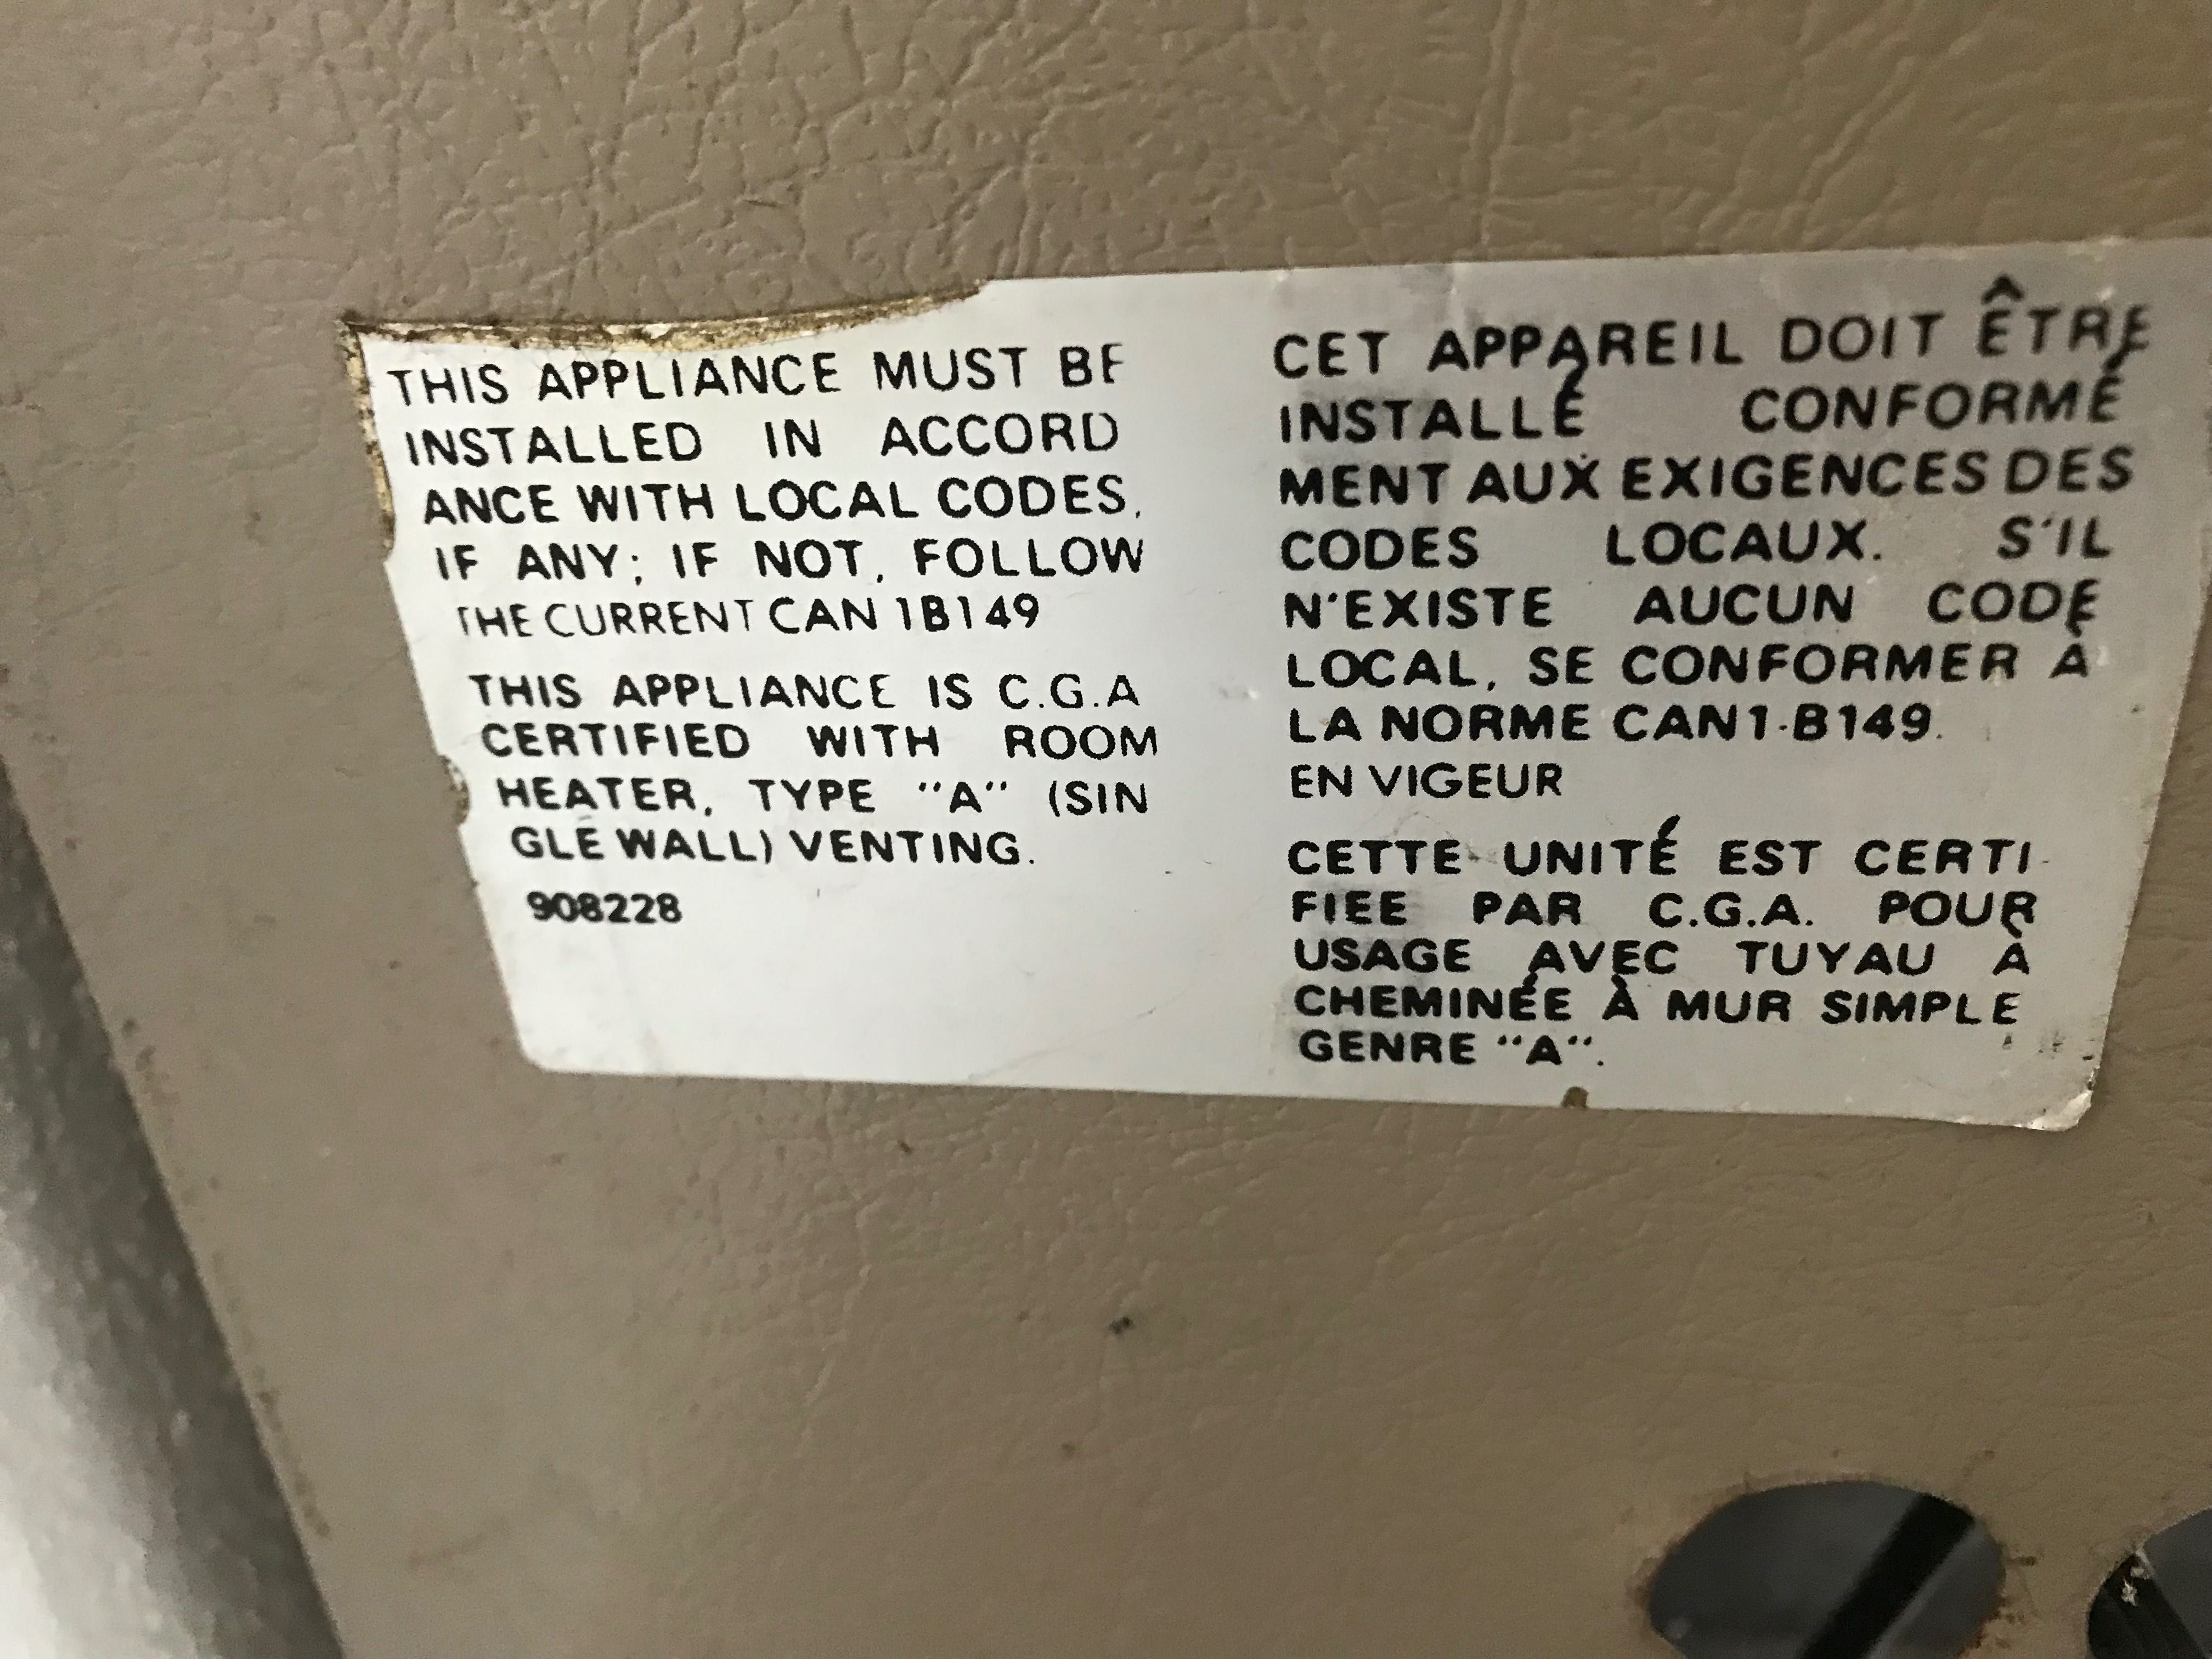 THIS APPLIANCE MUST BE
INSTALLED IN ACCORD
ANCE WITH LOCAL CODES,
IF ANY; IF NOT, FOLLOW
THE CURRENT CAN 1B149
THIS APPLIANCE IS C.G.A
CERTIFIED WITH ROOM
HEATER, TYPE "A" (SIN
GLE WALL) VENTING.
908228
CET APPAREIL DOIT ÊTRE
INSTALLÉ CONFORMÉ
MENT AUX EXIGENCES DES
CODES LOCAUX. S'IL
N'EXISTE AUCUN CODE
LOCAL, SE CONFORMER À
LA NORME CAN1-B149.
EN VIGEUR
CETTE UNITÉ EST CERTI-
FIEE PAR C.G.A. POUR
USAGE AVEC TUYAU À
CHEMINÉE À MUR SIMPLE
GENRE "A".